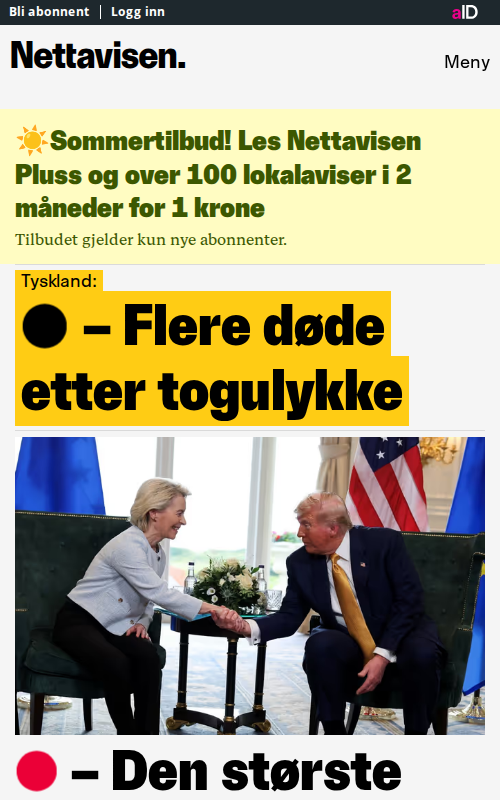 Bli abonnent | Logg inn
aID
Nettavisen.
Meny
☀️Sommertilbud! Les Nettavisen
Pluss og over 100 lokalaviser i 2
måneder for 1 krone
Tilbudet gjelder kun nye abonnenter.
Tyskland:
– Flere døde
etter togulykke
– Den største